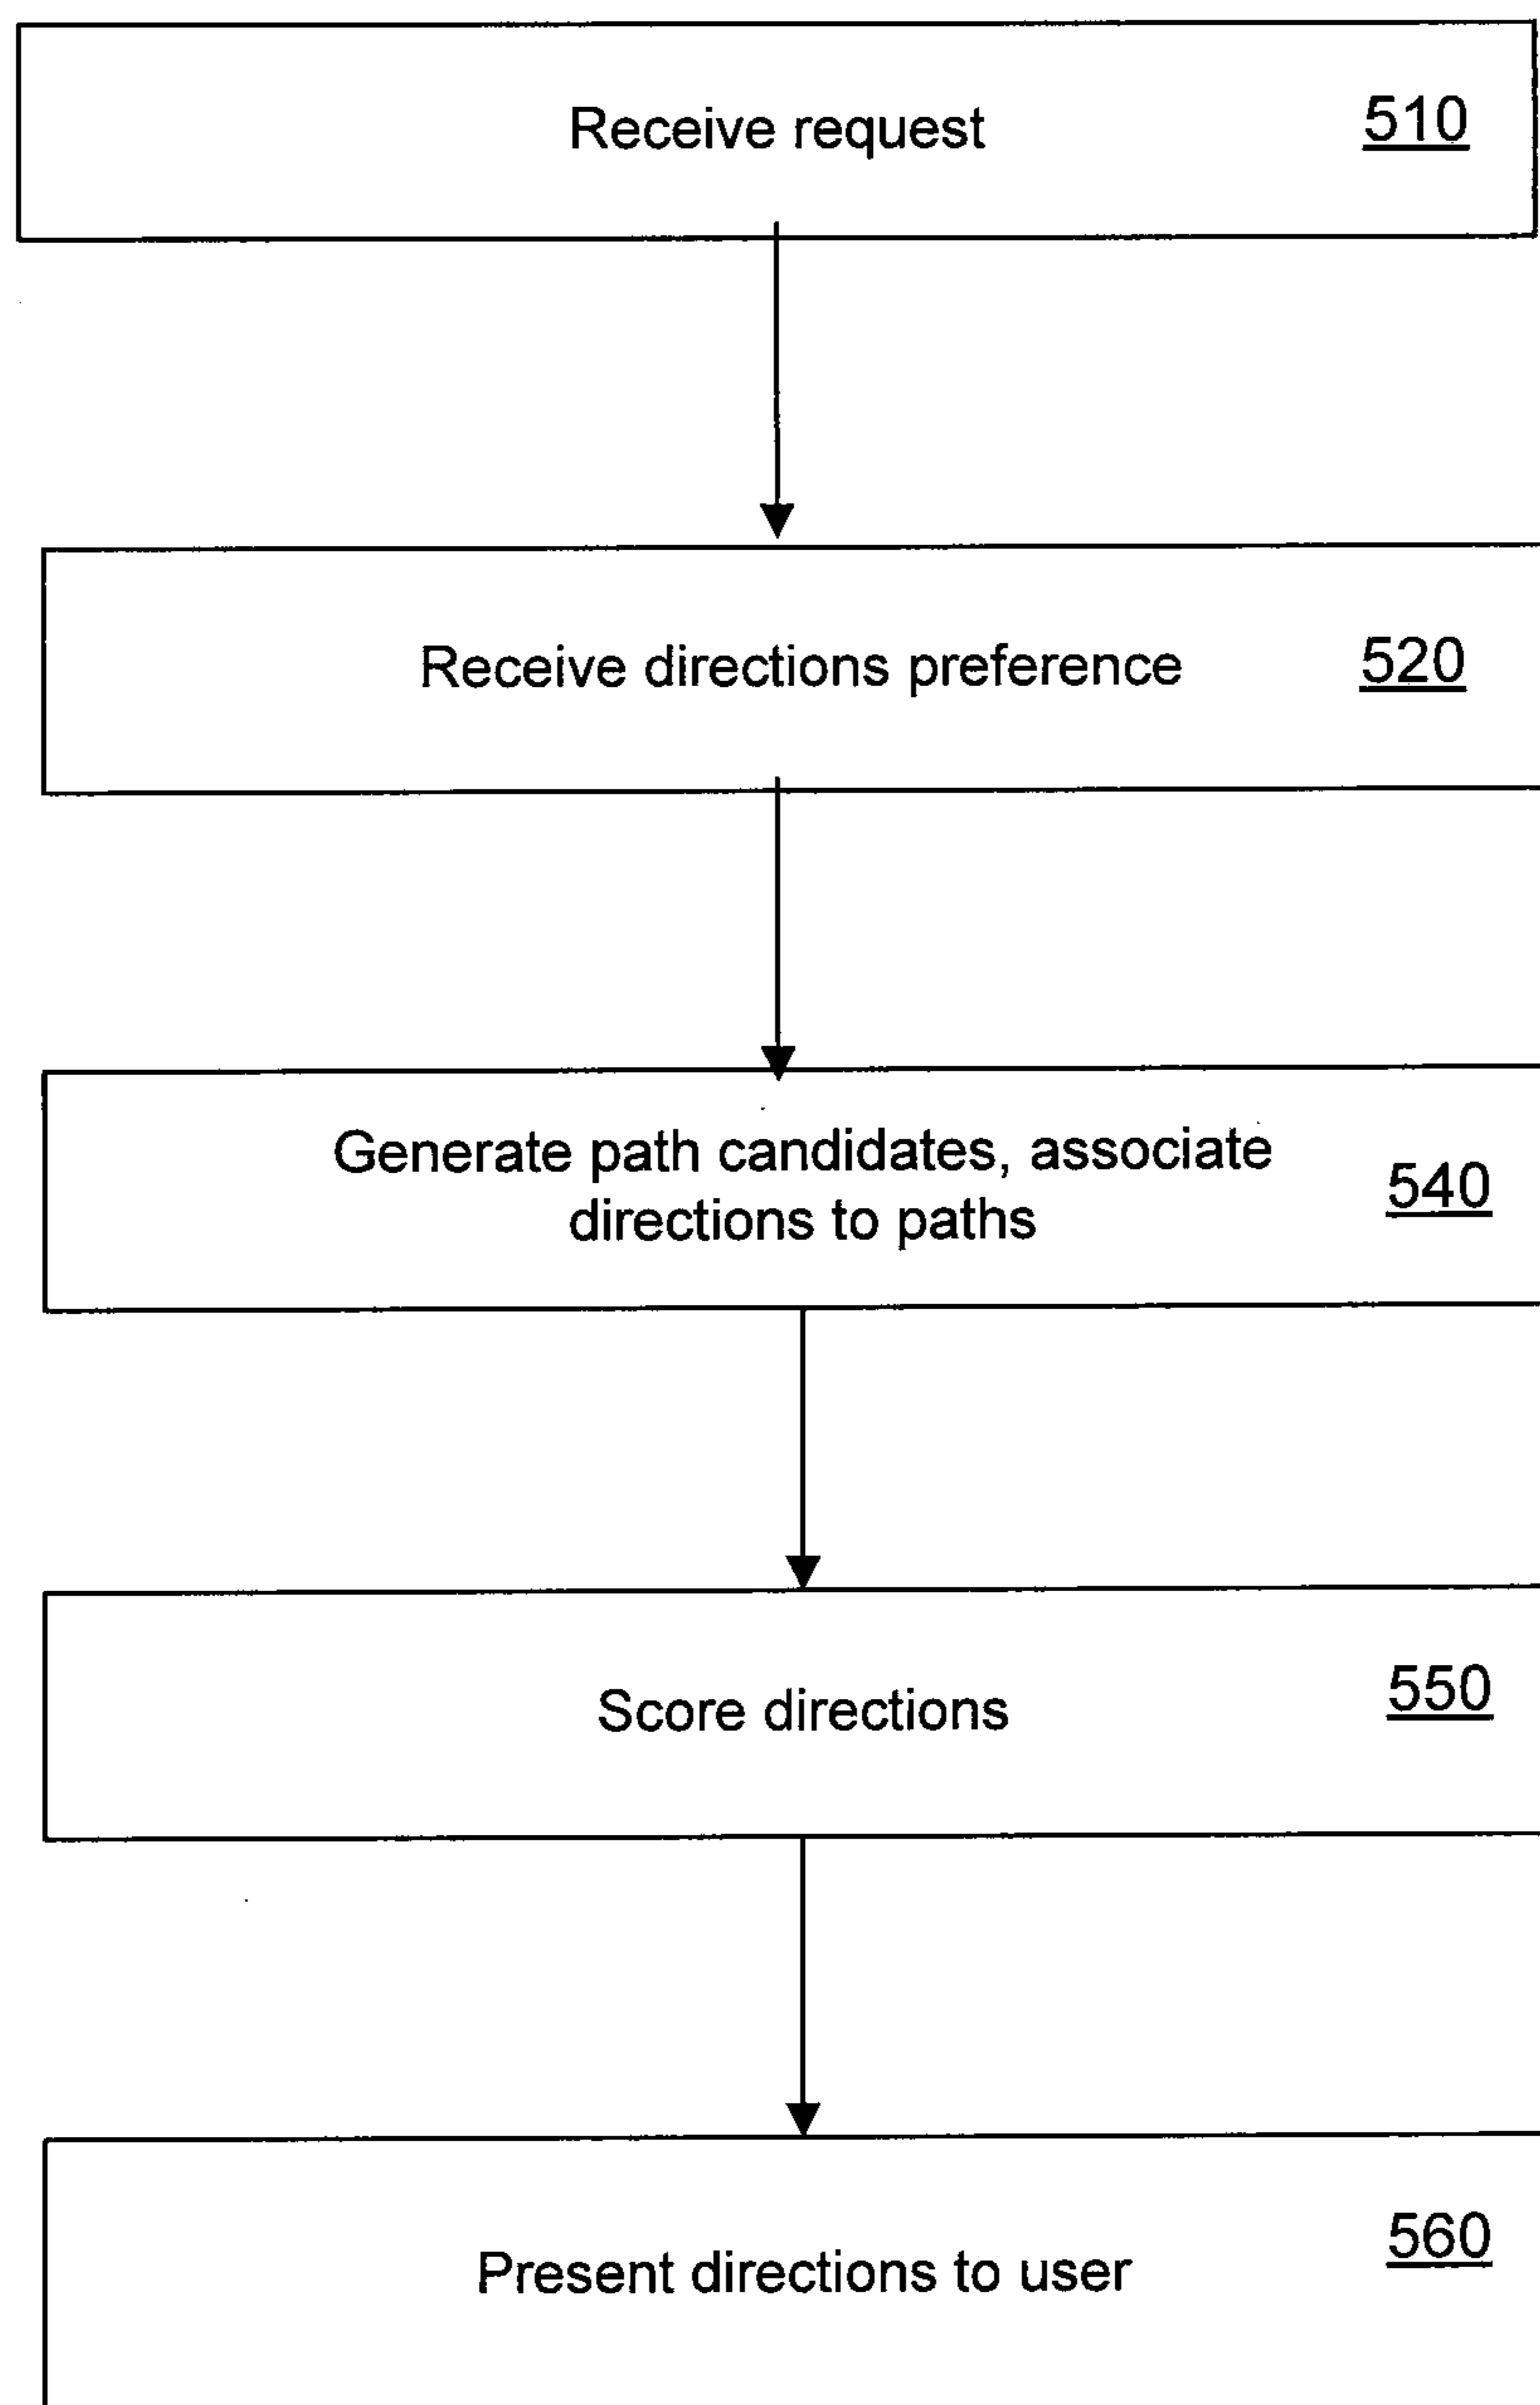 Receive request 510
Receive directions preference 520
Generate path candidates, associate
directions to paths 540
Score directions 550
Present directions to user 560